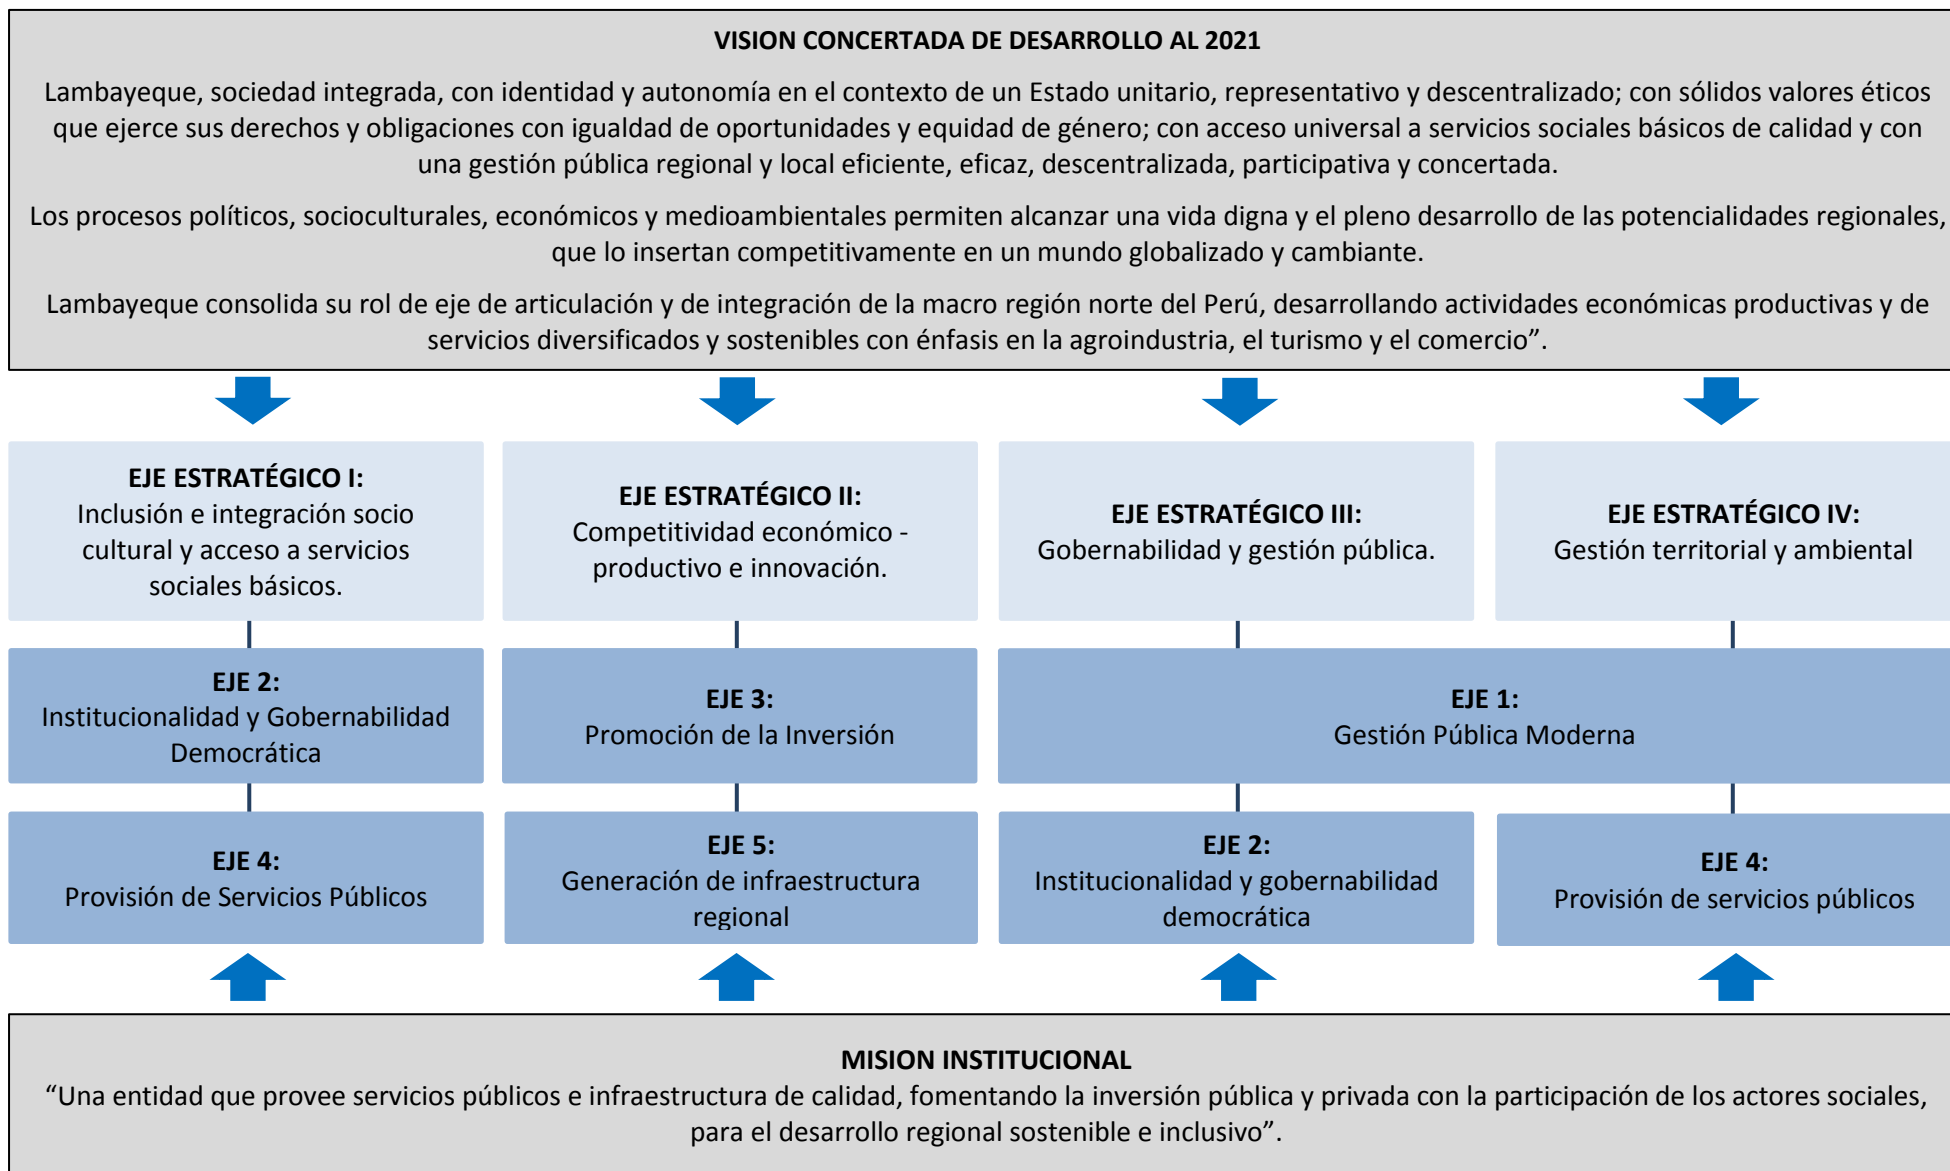 VISION CONCERTADA DE DESARROLLO AL 2021
Lambayeque, sociedad integrada, con identidad y autonomía en el contexto de un Estado unitario, representativo y descentralizado; con sólidos valores éticos
que ejerce sus derechos y obligaciones con igualdad de oportunidades y equidad de género; con acceso universal a servicios sociales básicos de calidad y con
una gestión pública regional y local eficiente, eficaz, descentralizada, participativa y concertada.
Los procesos políticos, socioculturales, económicos y medioambientales permiten alcanzar una vida digna y el pleno desarrollo de las potencialidades regionales,
que lo insertan competitivamente en un mundo globalizado y cambiante.
Lambayeque consolida su rol de eje de articulación y de integración de la macro región norte del Perú, desarrollando actividades económicas productivas y de
servicios diversificados y sostenibles con énfasis en la agroindustria, el turismo y el comercio”.
EJE ESTRATÉGICO I:
Inclusión e integración socio
cultural y acceso a servicios
sociales básicos.
EJE ESTRATÉGICO II:
Competitividad económico -
productivo e innovación.
EJE ESTRATÉGICO III:
Gobernabilidad y gestión pública.
EJE ESTRATÉGICO IV:
Gestión territorial y ambiental
EJE 2:
Institucionalidad y Gobernabilidad
Democrática
EJE 3:
Promoción de la Inversión
EJE 1:
Gestión Pública Moderna
EJE 4:
Provisión de Servicios Públicos
EJE 5:
Generación de infraestructura
regional
EJE 2:
Institucionalidad y gobernabilidad
democrática
EJE 4:
Provisión de servicios públicos
MISION INSTITUCIONAL
“Una entidad que provee servicios públicos e infraestructura de calidad, fomentando la inversión pública y privada con la participación de los actores sociales,
para el desarrollo regional sostenible e inclusivo”.